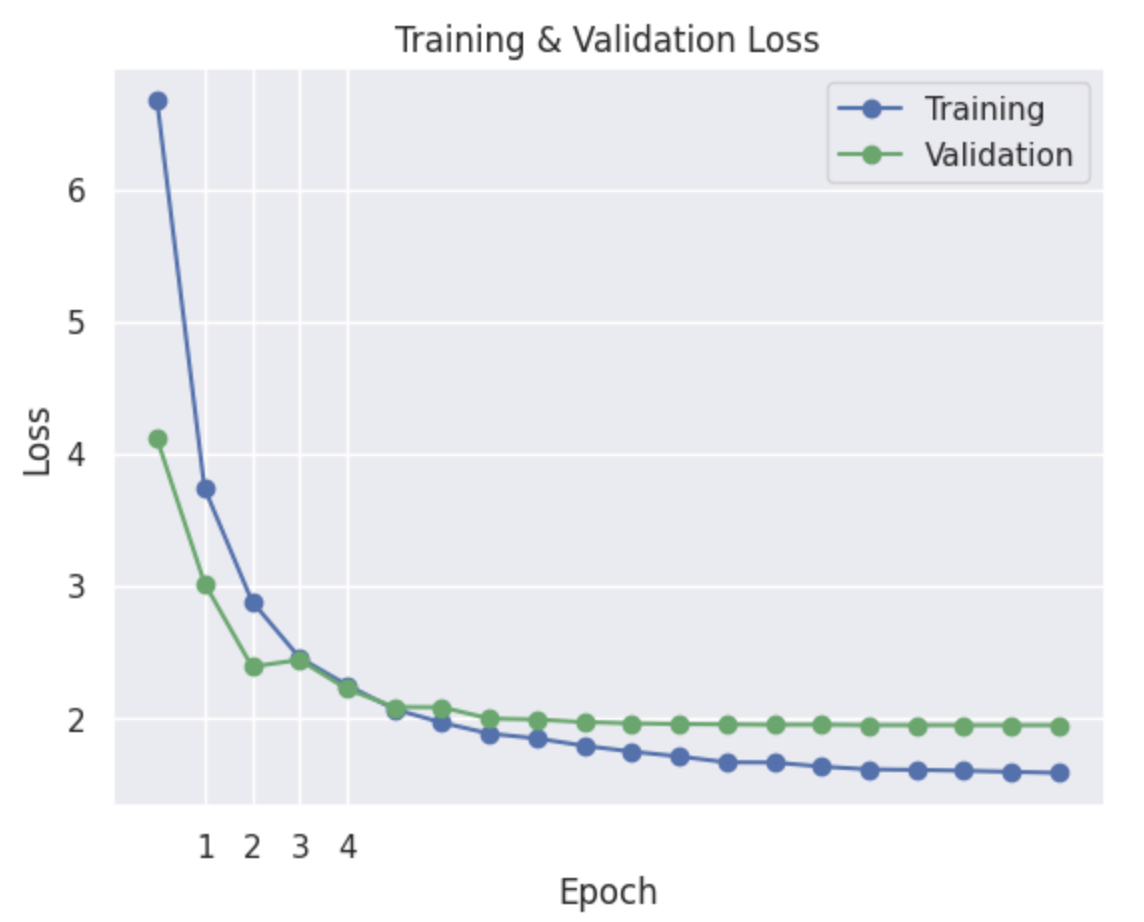 Training & Validation Loss
Training
Validation
6
5
4
3
2
Loss
1 2 3 4
Epoch